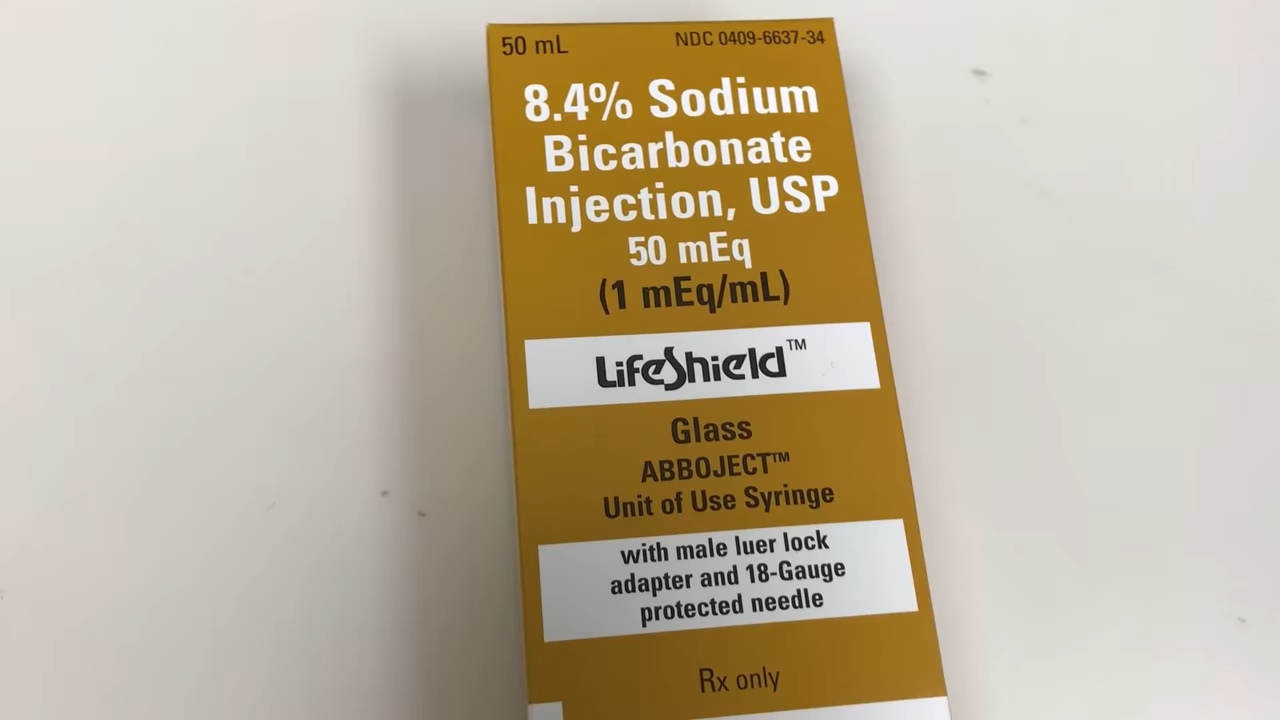 50 mL NDC 0409-6637-34
8.4% Sodium
Bicarbonate
Injection, USP
50 mEq
(1 mEq/mL)
LifeShield™
Glass
ABBOJECT™
Unit of Use Syringe
with male luer lock
adapter and 18-Gauge
protected needle
Rx only